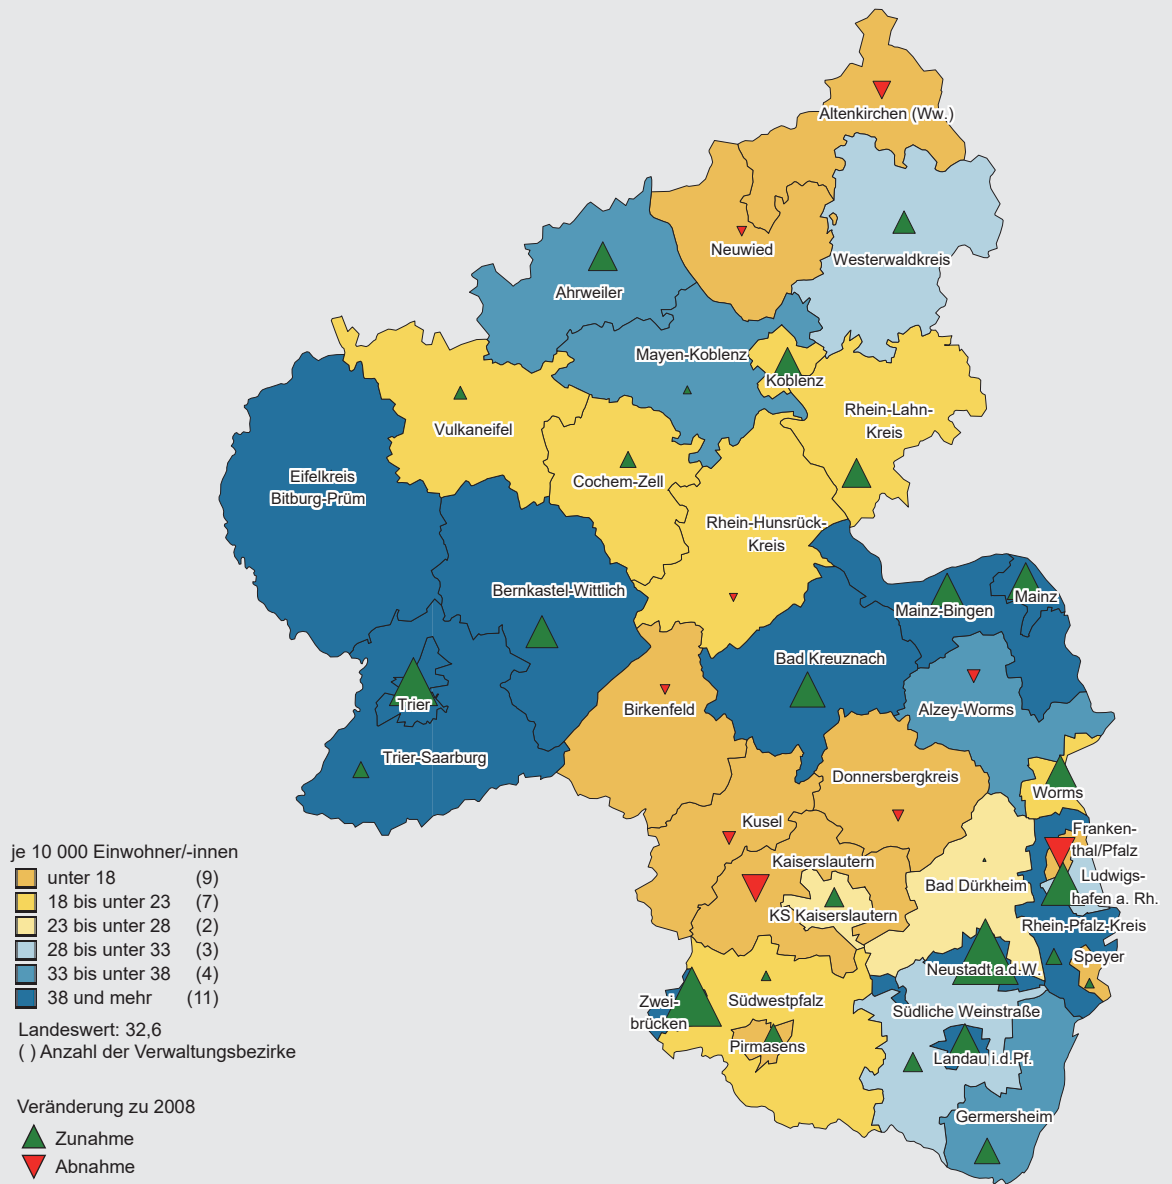 Altenkirchen (Ww.)
Neuwied
Westerwaldkreis
Ahrweiler
Mayen-Koblenz
Koblenz
Rhein-Lahn-
Kreis
Vulkaneifel
Cochem-Zell
Eifelkreis
Bitburg-Prüm
Rhein-Hunsrück-
Kreis
Bernkastel-Wittlich
Mainz-Bingen
Mainz
Bad Kreuznach
Trier
Birkenfeld
Alzey-Worms
Trier-Saarburg
Donnersbergkreis
Worms
Kusel
Franken-
thal/Pfalz
Kaiserslautern
Ludwigs-
hafen a. Rh.
Bad Dürkheim
KS Kaiserslautern
Rhein-Pfalz-Kreis
Speyer
Neustadt a.d.W.
Zwei-
brücken
Südwestpfalz
Südliche Weinstraße
Pirmasens
Landau i.d.Pf.
Germersheim
je 10 000 Einwohner/-innen
unter 18 (9)
18 bis unter 23 (7)
23 bis unter 28 (2)
28 bis unter 33 (3)
33 bis unter 38 (4)
38 und mehr (11)
Landeswert: 32,6
( ) Anzahl der Verwaltungsbezirke
Veränderung zu 2008
Zunahme
Abnahme